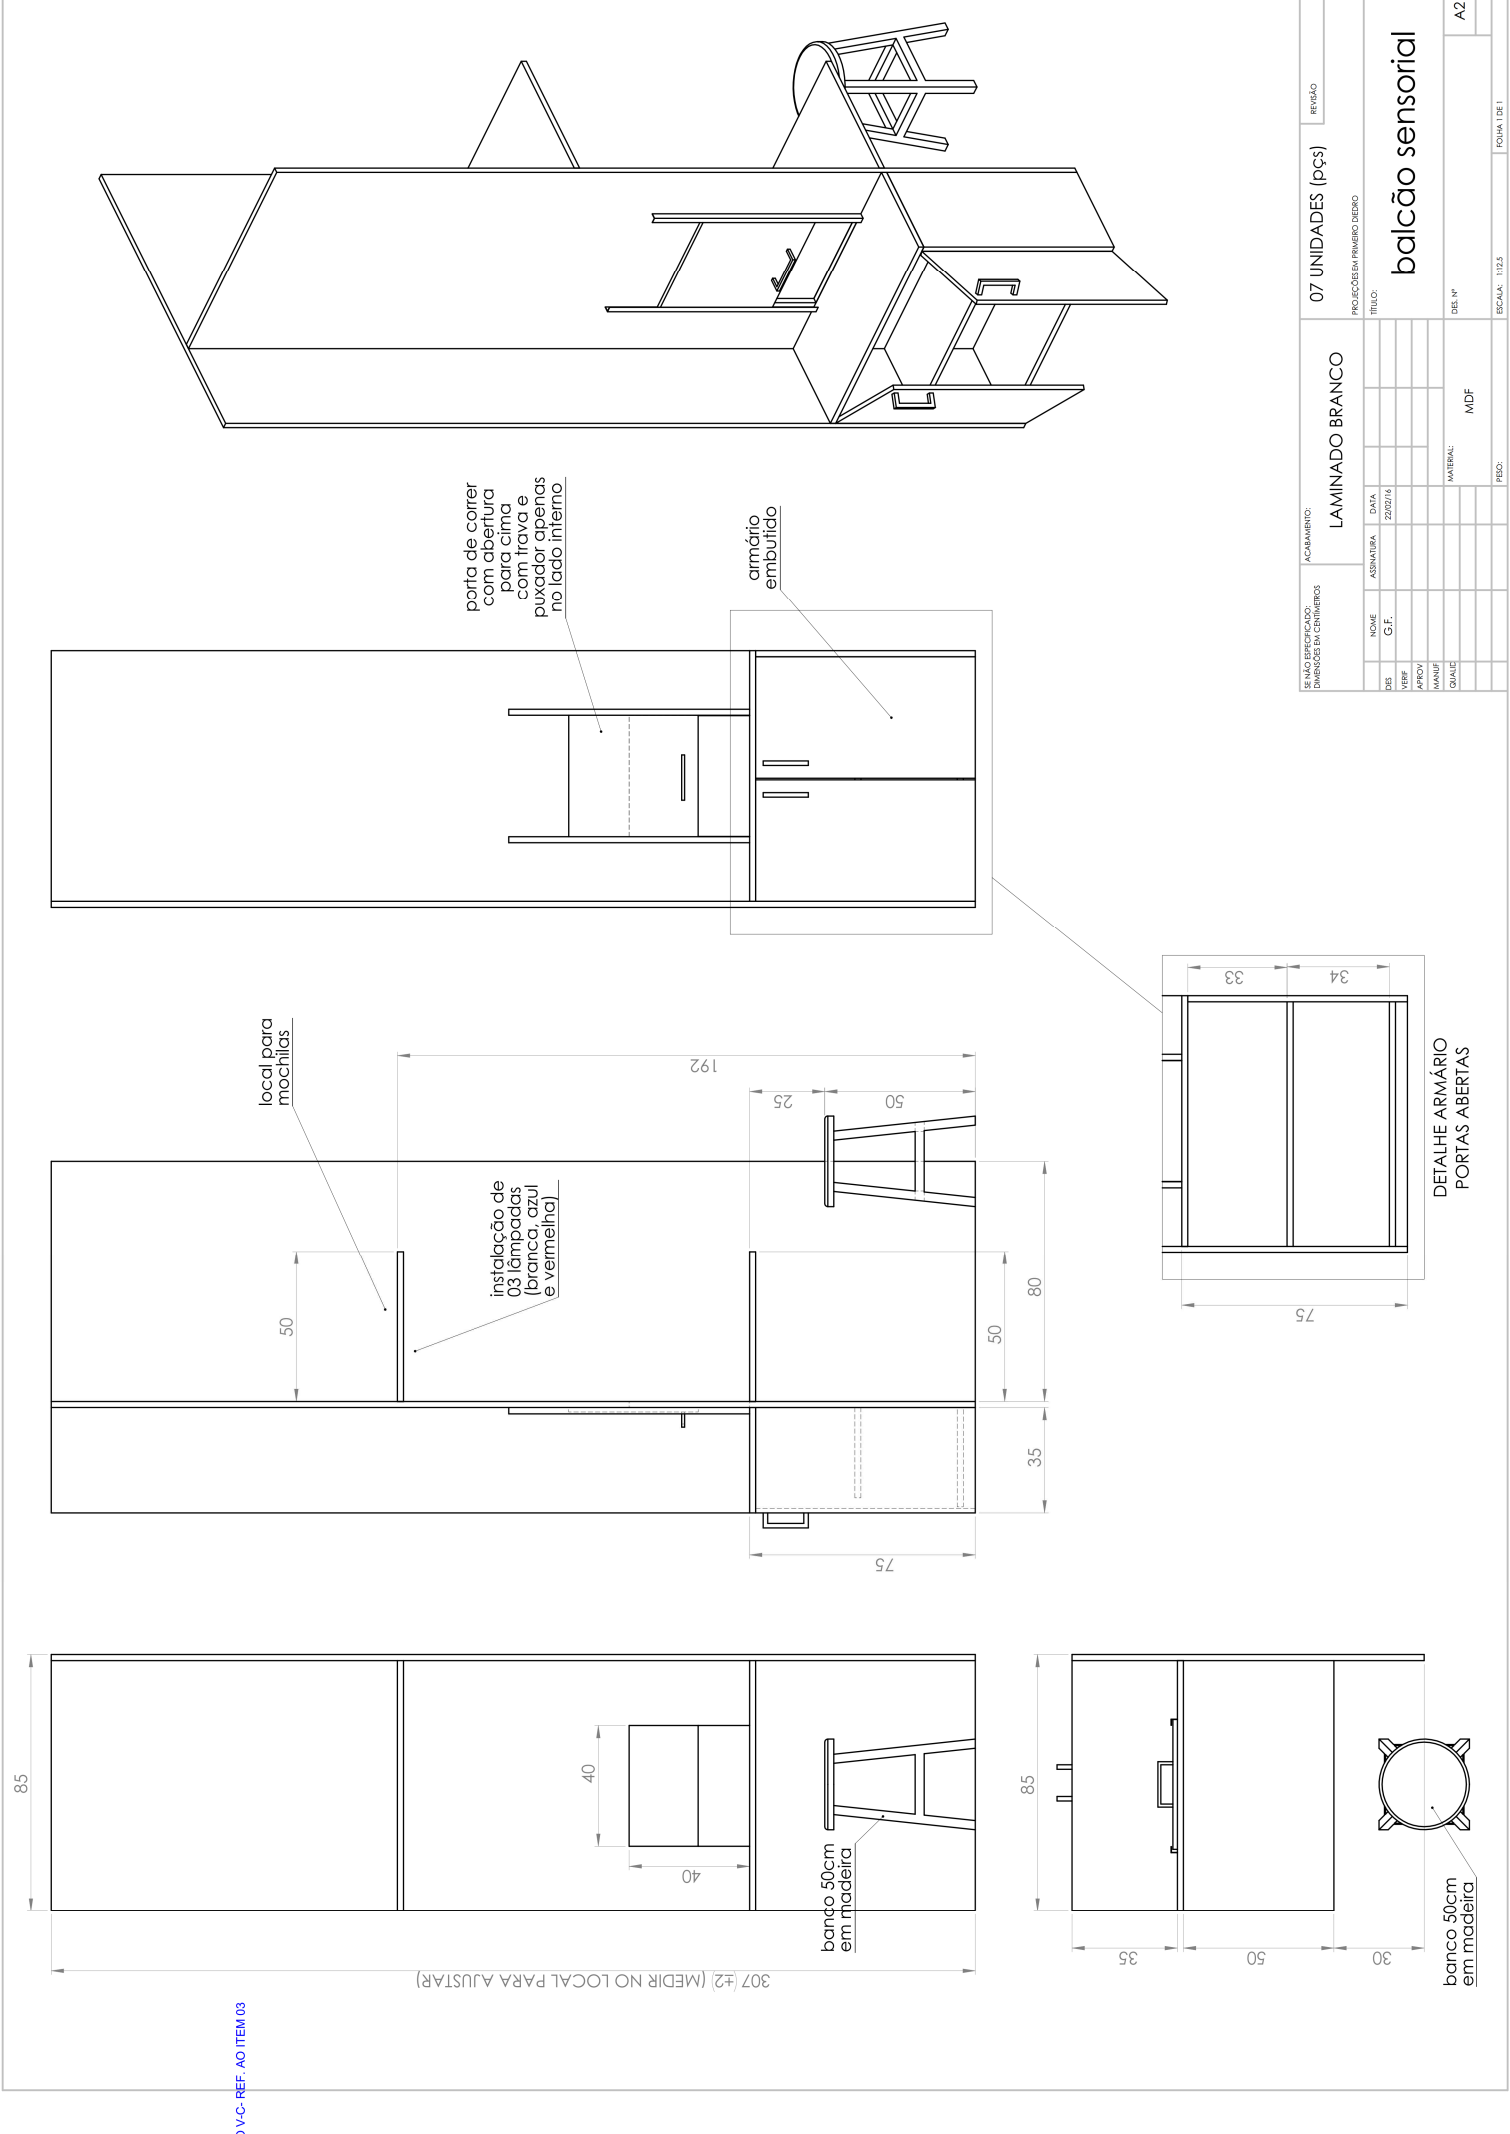 85
307 (±2) (MEDIR NO LOCAL PARA AJUSTAR)
40
40
banco 50cm
em madeira
85
35
50
30
banco 50cm
em madeira
local para
mochilas
50
instalação de
03 lâmpadas
(branca, azul
e vermelha)
192
25
50
75
35
80
50
porta de correr
com abertura
para cima
com trava e
puxador apenas
no lado interno
armário
embutido
33
34
75
DETALHE ARMÁRIO
PORTAS ABERTAS
SE NÃO ESPECIFICADO:
DIMENSÕES EM CENTÍMETROS
ACABAMENTO:
LAMINADO BRANCO
07 UNIDADES (pçs)
REVISÃO
PROJEÇÕES EM PRIMEIRO DIEDRO
NOME
ASSINATURA
DATA
DES
G.F.
22/02/16
VERIF
APROV
MANUF
QUALID
TÍTULO:
balcão sensorial
MATERIAL:
MDF
DES. Nº
A2
PESO:
ESCALA: 1:12.5
FOLHA 1 DE 1
O V-C- REF. AO ITEM 03